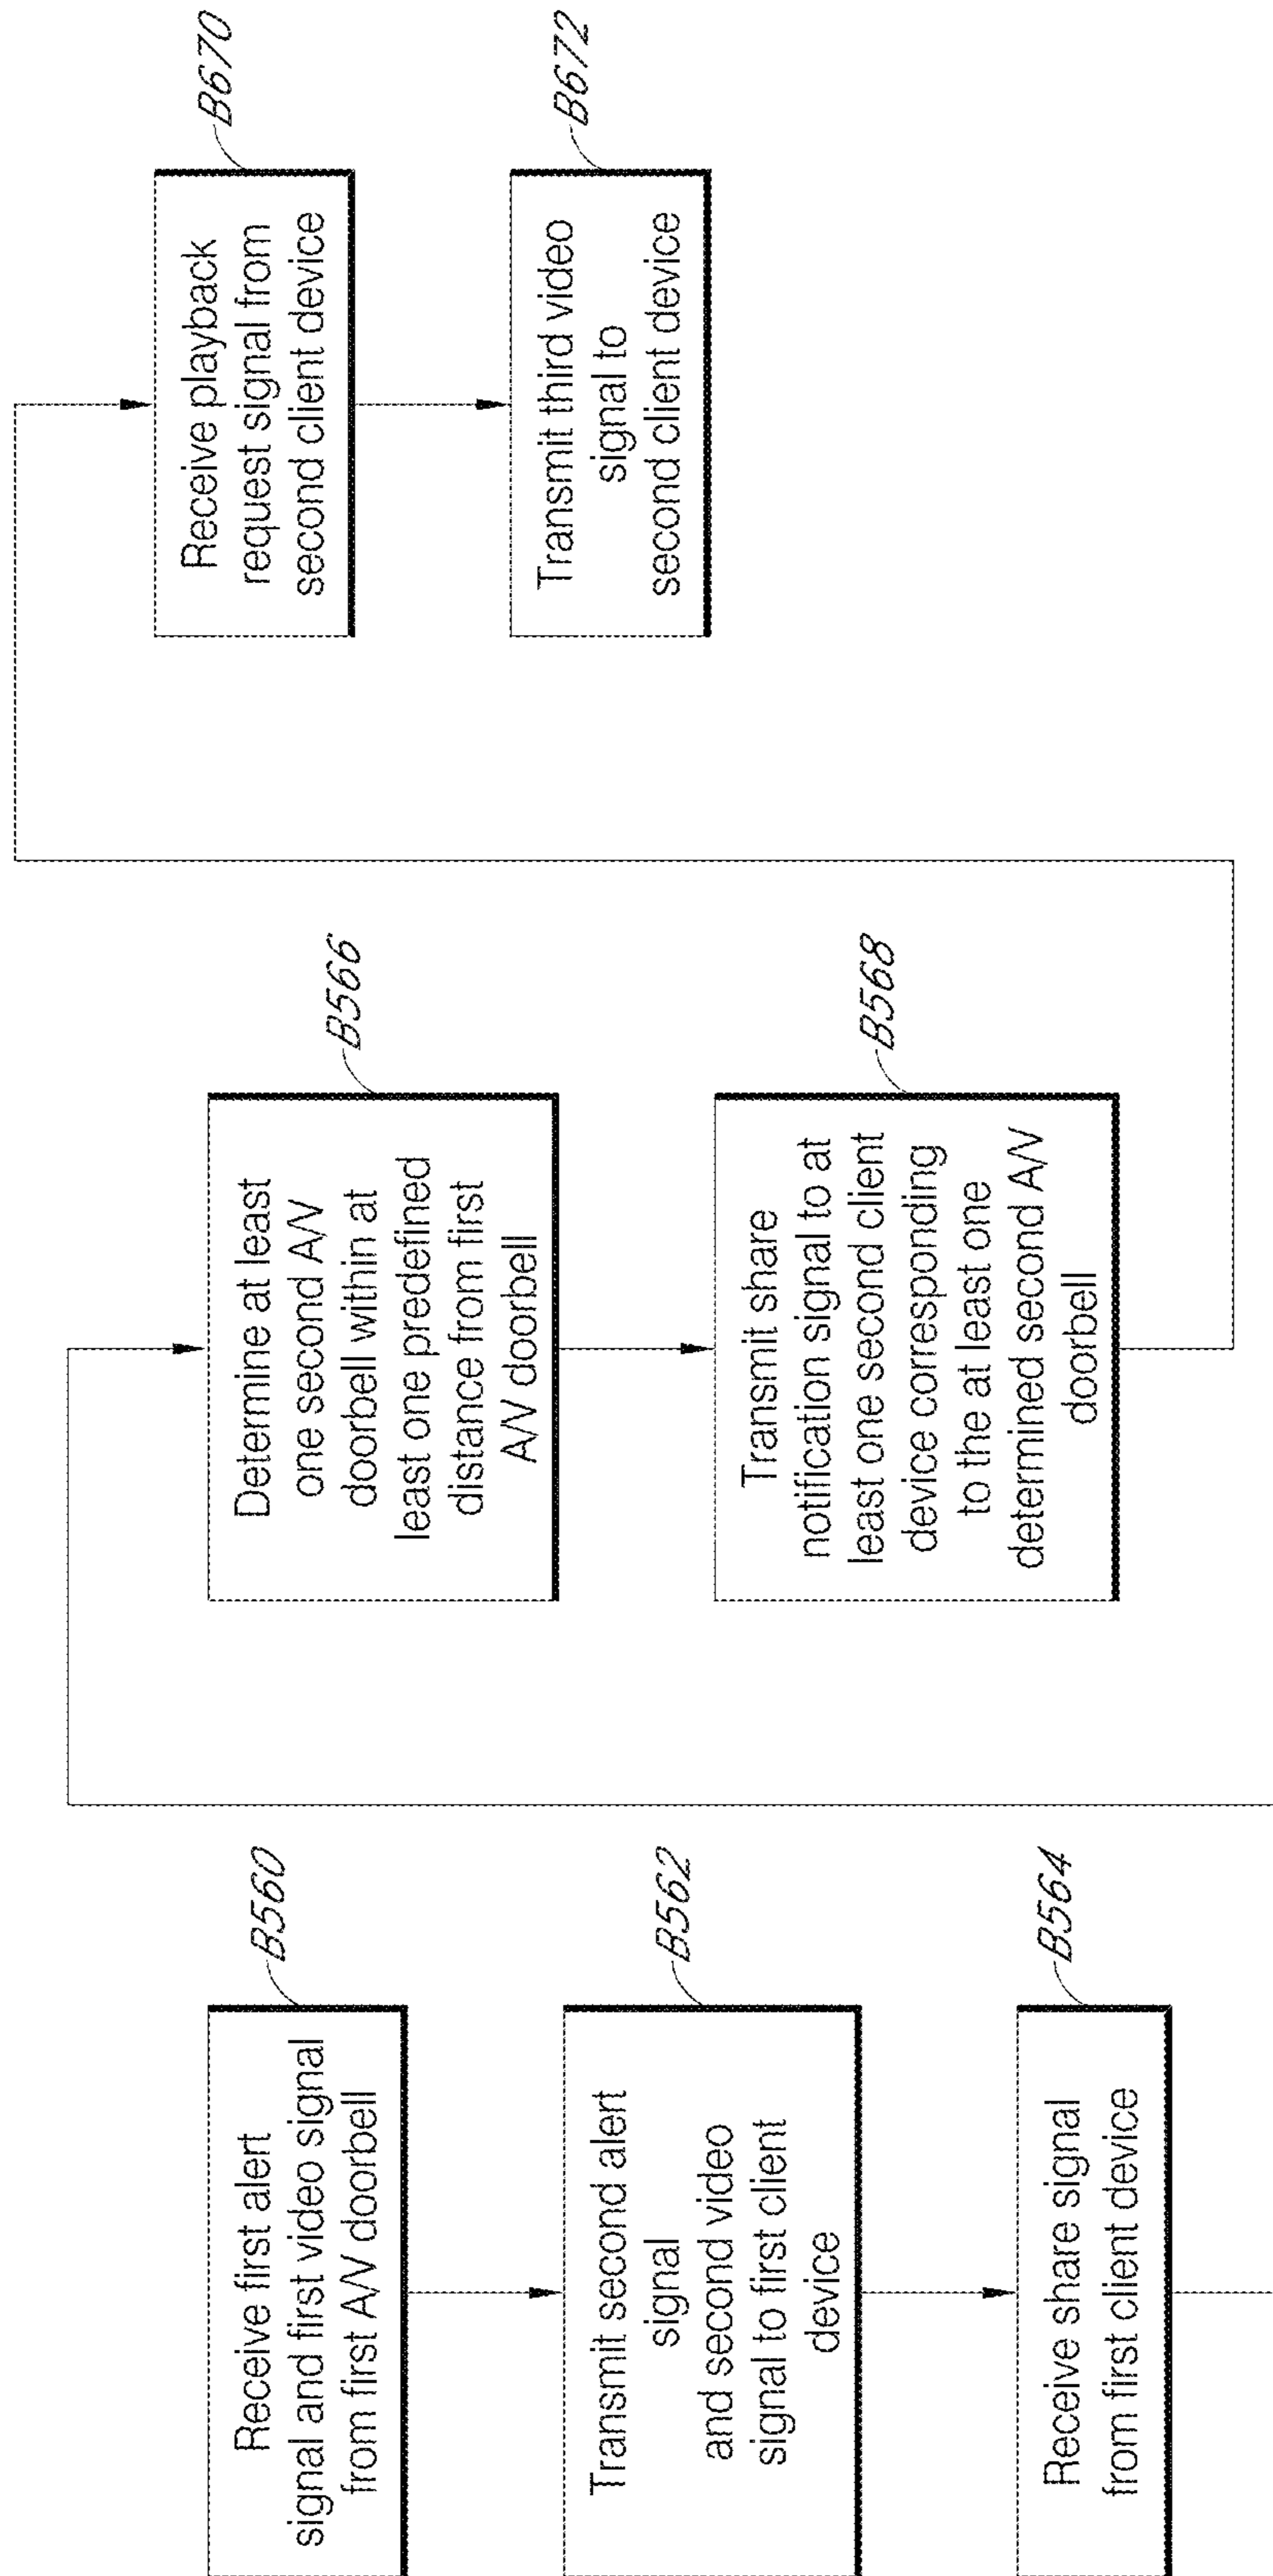 B560
Receive first alert
signal and first video signal
from first A/V doorbell
B562
Transmit second alert
signal
and second video
signal to first client
device
B564
Receive share signal
from first client device
B566
Determine at least
one second A/V
doorbell within at
least one predefined
distance from first
A/V doorbell
B568
Transmit share
notification signal to at
least one second client
device corresponding
to the at least one
determined second A/V
doorbell
B670
Receive playback
request signal from
second client device
B672
Transmit third video
signal to
second client device